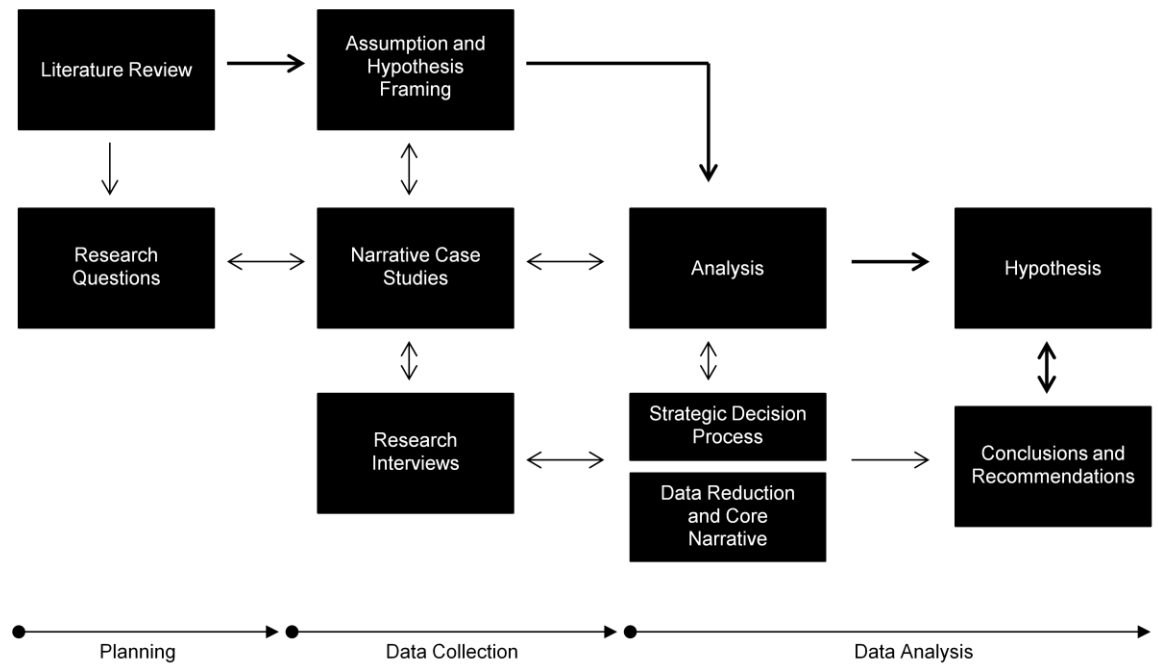 Literature Review
Assumption and
Hypothesis
Framing
Research
Questions
Narrative Case
Studies
Analysis
Hypothesis
Research
Interviews
Strategic Decision
Process
Data Reduction
and Core
Narrative
Conclusions and
Recommendations
Planning
Data Collection
Data Analysis